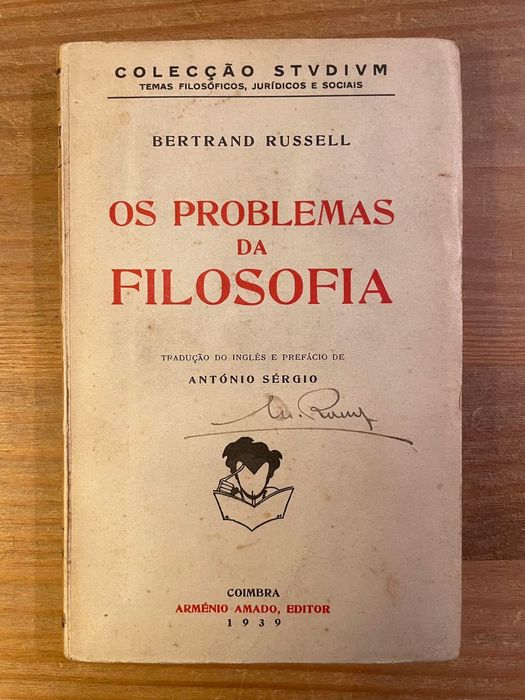 COLECÇÃO STVDIVM
TEMAS FILOSÓFICOS, JURÍDICOS E SOCIAIS
BERTRAND RUSSELL
OS PROBLEMAS
DA
FILOSOFIA
TRADUÇÃO DO INGLÊS E PREFÁCIO DE
ANTÓNIO SÉRGIO
COIMBRA
ARMÉNIO AMADO, EDITOR
1939